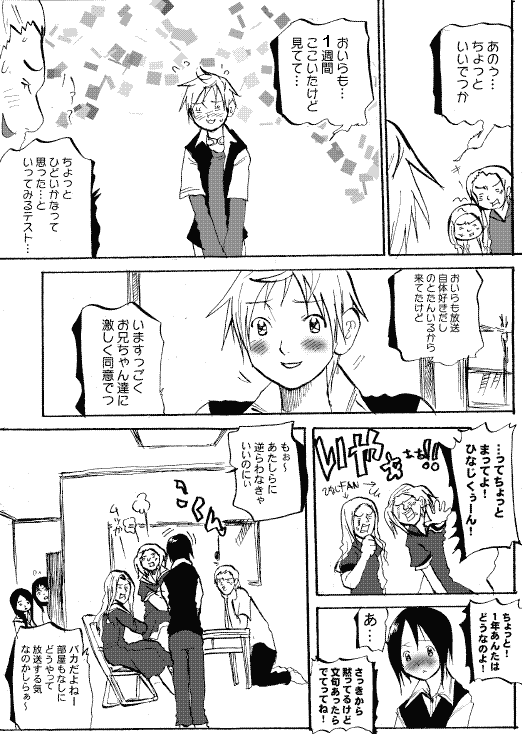 あのぅ…
ちょっと
いいでつか
おいらも…
1週間
ここいたけど
見てて…
ちょっと
ひどいかなって
思った…と
いってみるテスト…
おいらも放送
自体好きだし
のとたんいるから
来てたけど
いますっごく
お兄ちゃん達に
激しく同意でつ
…ってちょっと
まってよ!
ひなじくぅーん!
いやぁぁぁ!!
ひなじFAN
もぉ～
あたしらに
逆らわなきゃ
いいのにぃ
こくん
バカだよねー
部屋もなしに
どうやって
放送する気
なのかしらぁ～
ちょっと!
1年あんたは
どうなのよ!
あ…
さっきから
黙ってるけど
文句あったら
でてってね!